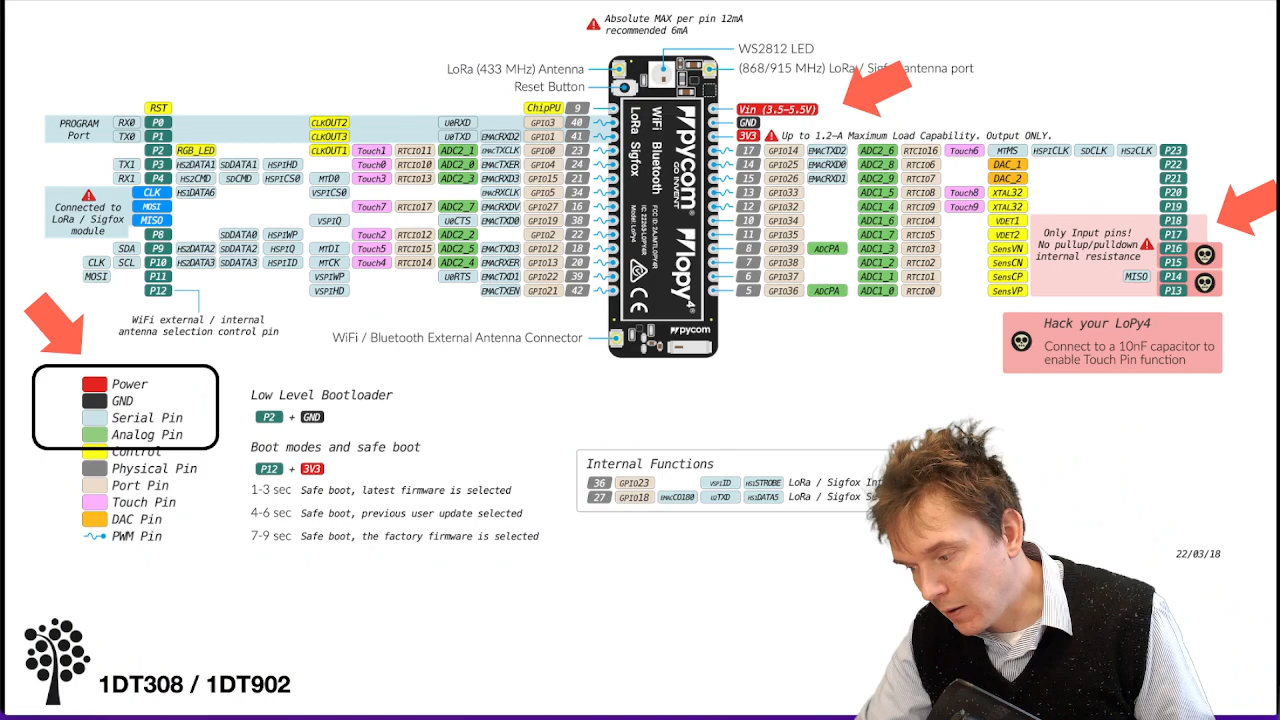 Absolute MAX per pin 12mA
recommended 6mA
WS2812 LED
LoRa (433 MHz) Antenna
(868/915 MHz) LoRa / Sigfox antenna port
Reset Button
RST ChipPU 9 Vin (3.5-5.5V)
PROGRAM Port
RX0 P0 CLKOUT2 U0RXD GPIO3 40 GND
TX0 P1 CLKOUT3 U0TXD EMACRXD2 GPIO1 41 3V3 Up to 1.2-A Maximum Load Capability. Output ONLY.
P2 RGB_LED CLKOUT1 Touch1 RTCIO11 ADC2_1 EMACTXCLK GPIO0 23 17 GPIO14 EMACTXD2 ADC2_6 RTCIO16 Touch6 MTMS HSPICLK SDCLK HS2CLK P23
TX1 P3 HS2DATA1 SDDATA1 HSPIHD Touch2 RTCIO10 ADC2_0 EMACTXER GPIO4 24 14 GPIO25 EMACRXD0 ADC2_8 RTCIO6 DAC_1 P22
RX1 P4 HS2CMD SDCMD HSPICS0 MTDO Touch3 RTCIO13 ADC2_3 EMACRXD3 GPIO15 21 15 GPIO26 EMACRXD1 ADC2_9 RTCIO7 DAC_2 P21
Connected to
LoRa / Sigfox
module
CLK HS1DATA6 VSPICS0 EMACRXCLK GPIO5 34 13 GPIO33 ADC1_5 RTCIO8 Touch8 XTAL32 P20
MOSI Touch7 RTCIO17 ADC2_7 EMACRXDV GPIO27 16 12 GPIO32 ADC1_4 RTCIO9 Touch9 XTAL32 P19
MISO VSPIQ U0CTS EMACTXD0 GPIO19 38 10 GPIO34 ADC1_6 RTCIO4 VDET1 P18
P8 SDDATA0 HSPIWP Touch2 RTCIO12 ADC2_2 GPIO2 22 11 GPIO35 ADC1_7 RTCIO5 VDET2 P17
SDA P9 HS2DATA2 SDDATA2 HSPIQ MTDI Touch5 RTCIO15 ADC2_5 EMACTXD3 GPIO12 18 8 GPIO39 ADCPA ADC1_3 RTCIO3 SensVN P16
CLK SCL P10 HS2DATA3 SDDATA3 HSPIID MTCK Touch4 RTCIO14 ADC2_4 EMACRXER GPIO13 20 7 GPIO38 ADC1_2 RTCIO2 SensCN P15
MOSI P11 VSPIWP U0RTS EMACTXD1 GPIO22 39 6 GPIO37 ADC1_1 RTCIO1 SensCP MISO P14
P12 VSPIHD EMACTXEN GPIO21 42 5 GPIO36 ADCPA ADC1_0 RTCIO0 SensVP P13
Only Input pins!
No pullup/pulldown
internal resistance
WiFi Bluetooth
LoRa Sigfox
pycom®
GO INVENT
lopy4®
pycom
WiFi external / internal
antenna selection control pin
WiFi / Bluetooth External Antenna Connector
Hack your LoPy4
Connect to a 10nF capacitor to
enable Touch Pin function
Power
GND
Serial Pin
Analog Pin
Control
Physical Pin
Port Pin
Touch Pin
DAC Pin
PWM Pin
Low Level Bootloader
P2 + GND
Boot modes and safe boot
P12 + 3V3
1-3 sec Safe boot, latest firmware is selected
4-6 sec Safe boot, previous user update selected
7-9 sec Safe boot, the factory firmware is selected
Internal Functions
36 GPIO23 VSPIID HS1STROBE LoRa / Sigfox
27 GPIO18 EMACCO180 U2TXD HS1DATA5 LoRa / Sigfox
22/03/18
1DT308 / 1DT902